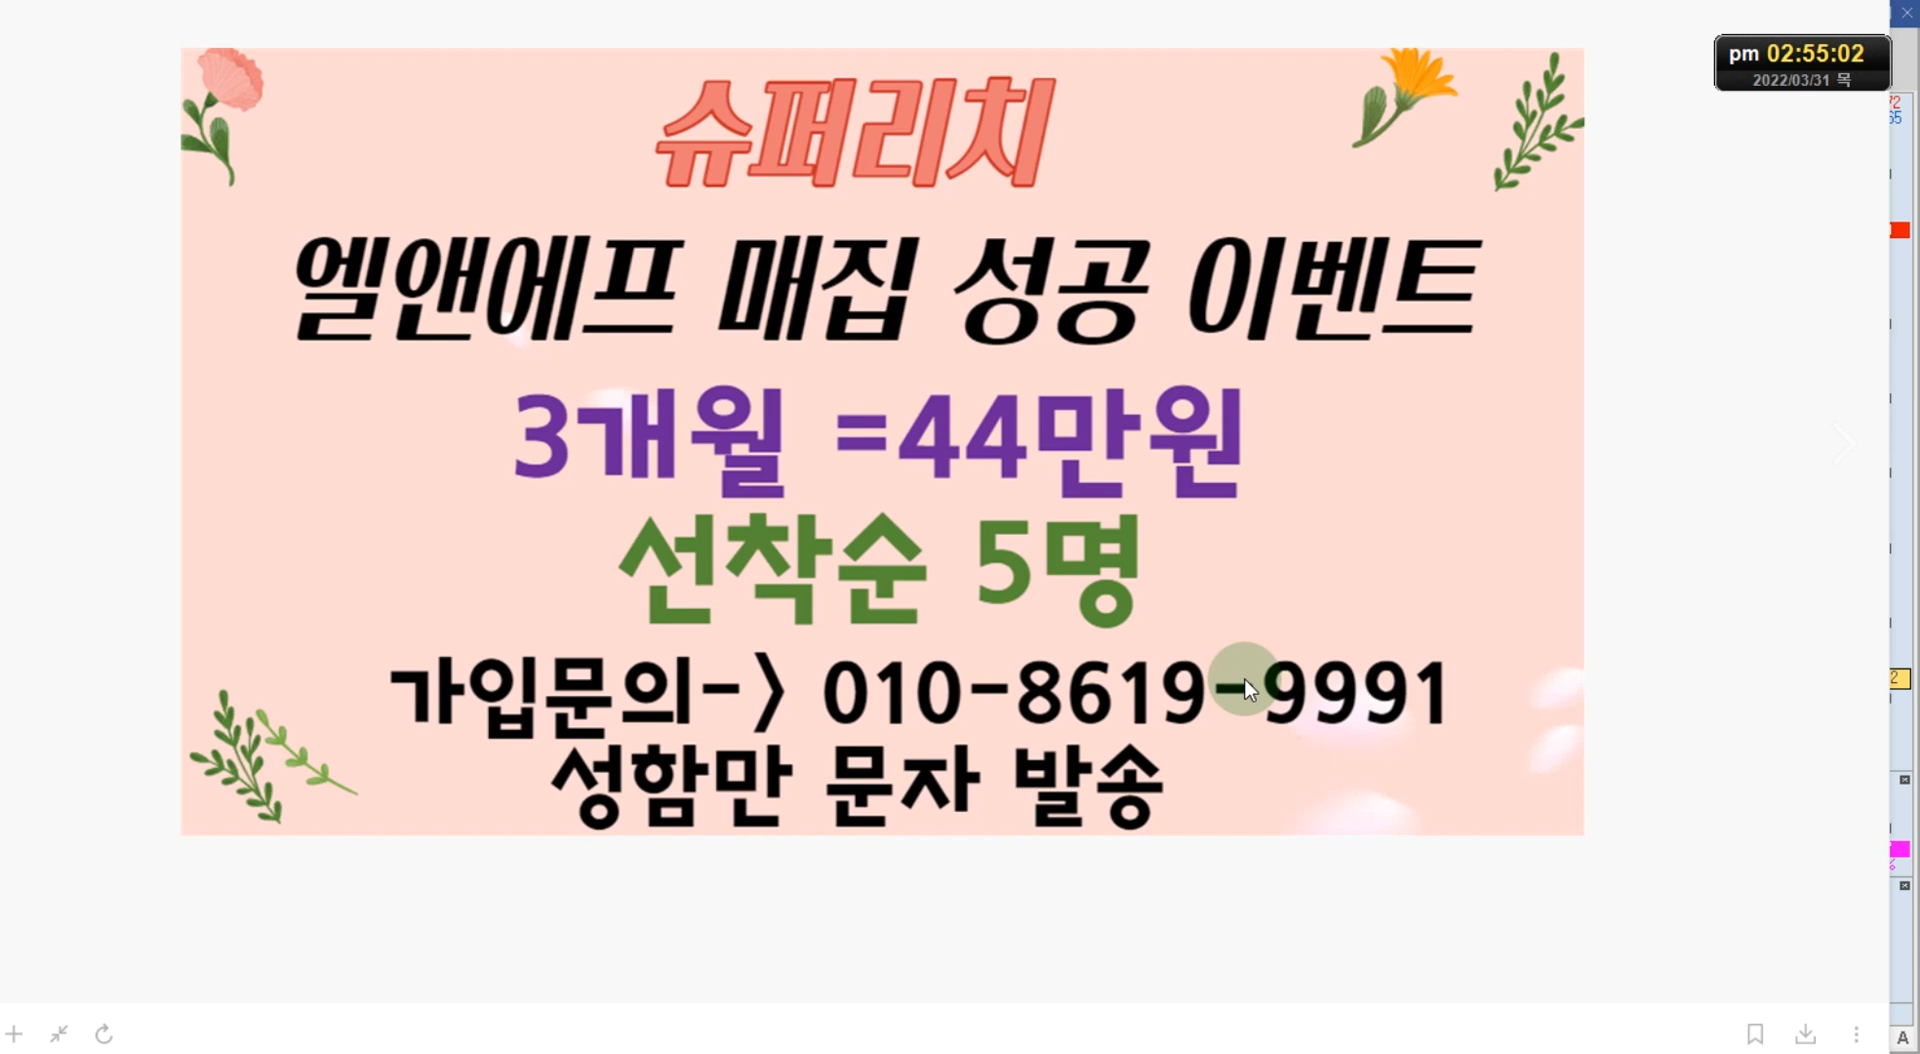 pm 02:55:02
2022/03/31 목
슈퍼리치
엘앤에프 매집 성공 이벤트
3개월 =44만원
선착순 5명
가입문의-> 010-8619-9991
성함만 문자 발송
2
A